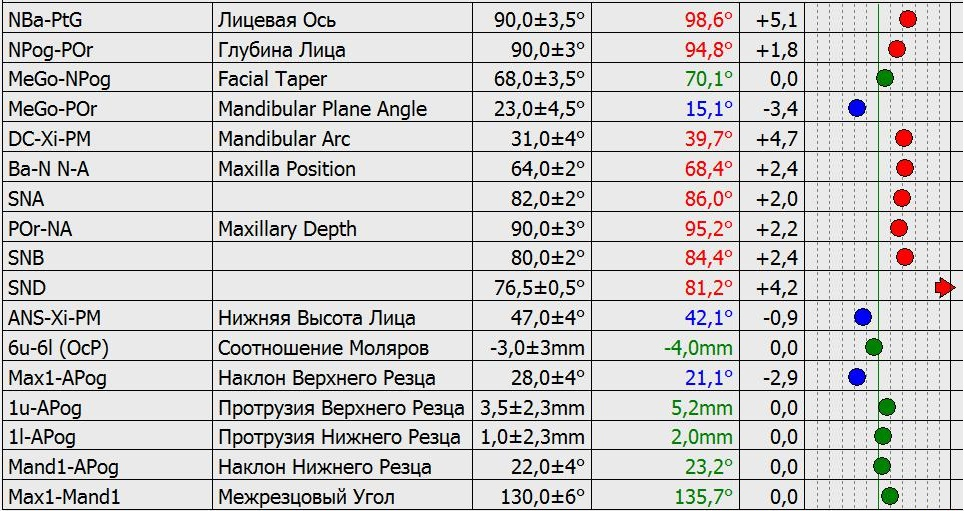 NBa-PtG Лицевая Ось 90,0±3,5° 98,6° +5,1
NPog-POr Глубина Лица 90,0±3° 94,8° +1,8
MeGo-NPog Facial Taper 68,0±3,5° 70,1° 0,0
MeGo-POr Mandibular Plane Angle 23,0±4,5° 15,1° -3,4
DC-Xi-PM Mandibular Arc 31,0±4° 39,7° +4,7
Ba-N N-A Maxilla Position 64,0±2° 68,4° +2,4
SNA 82,0±2° 86,0° +2,0
POr-NA Maxillary Depth 90,0±3° 95,2° +2,2
SNB 80,0±2° 84,4° +2,4
SND 76,5±0,5° 81,2° +4,2
ANS-Xi-PM Нижняя Высота Лица 47,0±4° 42,1° -0,9
6u-6l (OcP) Соотношение Моляров -3,0±3mm -4,0mm 0,0
Max1-APog Наклон Верхнего Резца 28,0±4° 21,1° -2,9
1u-APog Протрузия Верхнего Резца 3,5±2,3mm 5,2mm 0,0
1l-APog Протрузия Нижнего Резца 1,0±2,3mm 2,0mm 0,0
Mand1-APog Наклон Нижнего Резца 22,0±4° 23,2° 0,0
Max1-Mand1 Межрезцовый Угол 130,0±6° 135,7° 0,0